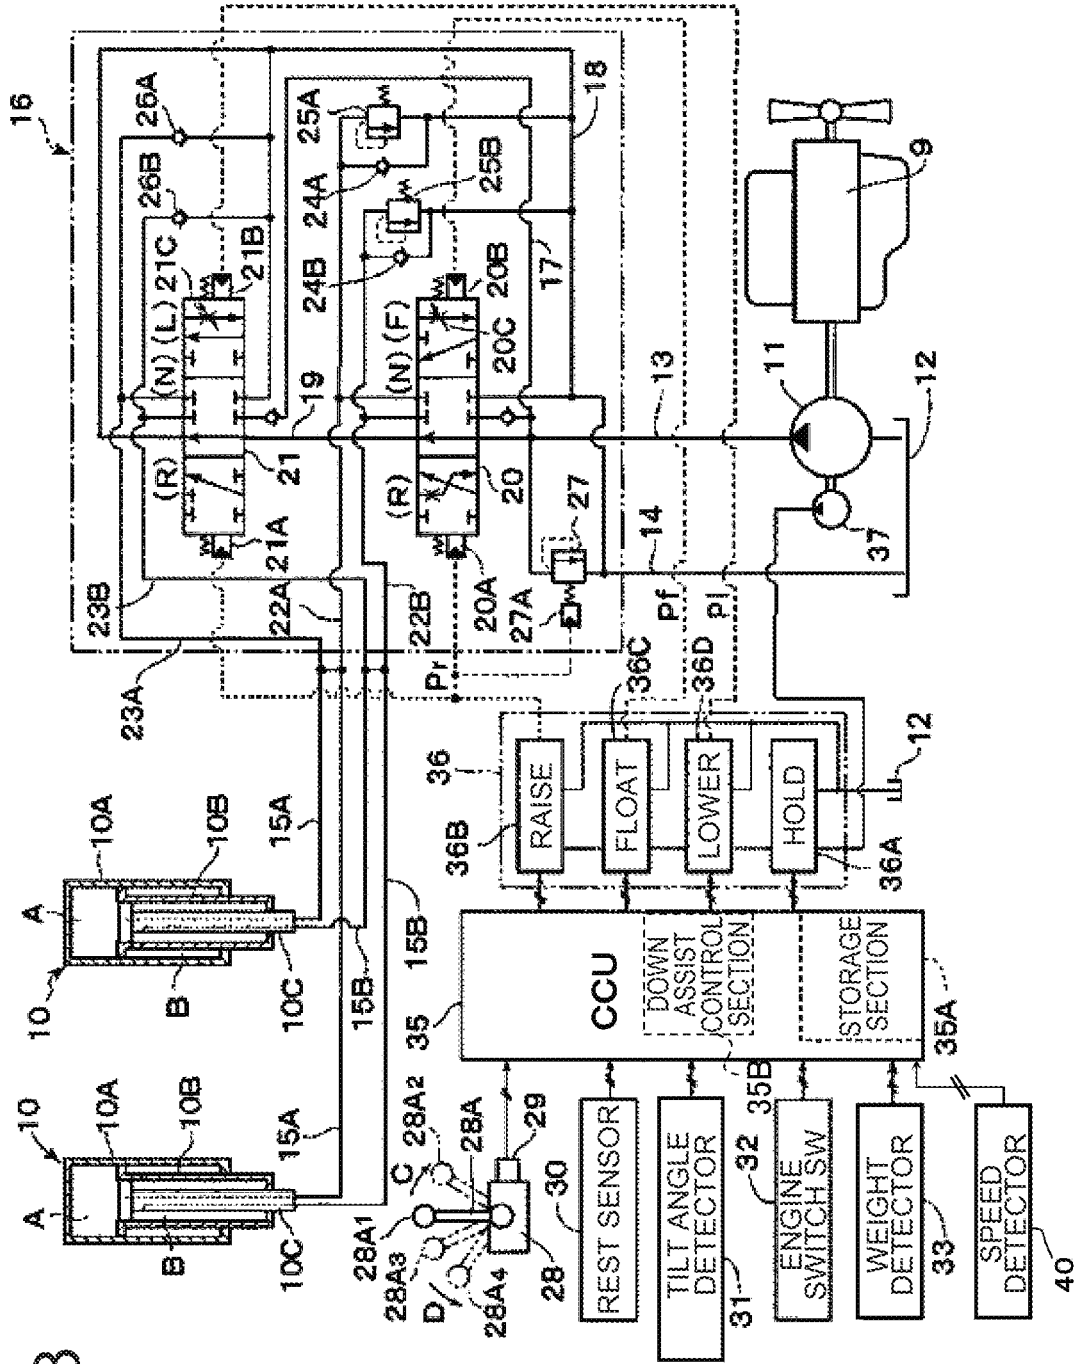 3
10
A
10A
10B
B
10C
15A
10
A
10A
10B
B
10C
15A
15B
15B
23A
23B
22A
22B
Pr
16
26A
26B
(R)
(N)
(L)
21C
21B
21A
21
19
24A
25A
24B
25B
(R)
(N)
(F)
20C
20B
20A
20
17
18
27A
27
14
13
Pf
Pl
37
11
12
9
28A1
28A2
28A3
28A4
28A
C
D
28
29
35
CCU
DOWN
ASSIST
CONTROL
SECTION
35B
STORAGE
SECTION
35A
36
36B
RAISE
36C
FLOAT
36D
LOWER
36A
HOLD
12
30
REST SENSOR
31
TILT ANGLE
DETECTOR
32
ENGINE
SWITCH SW
33
WEIGHT
DETECTOR
40
SPEED
DETECTOR